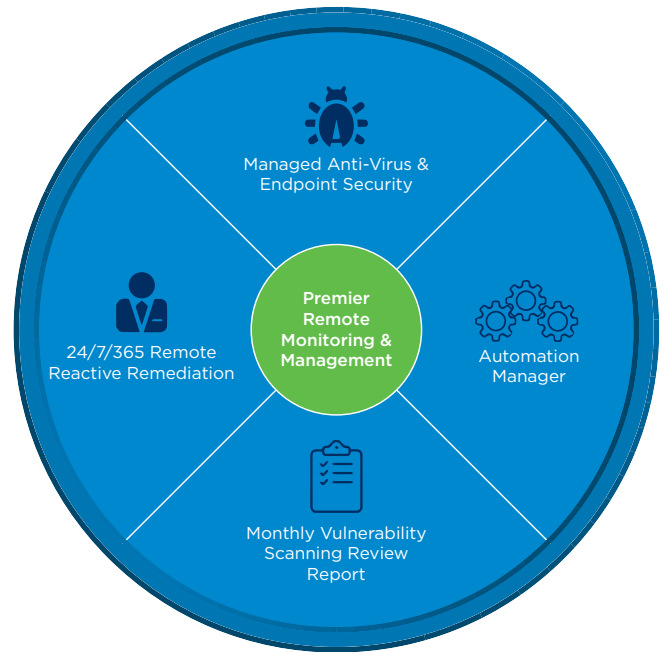 Managed Anti-Virus &
Endpoint Security
24/7/365 Remote
Reactive Remediation
Premier
Remote
Monitoring &
Management
Automation
Manager
Monthly Vulnerability
Scanning Review
Report